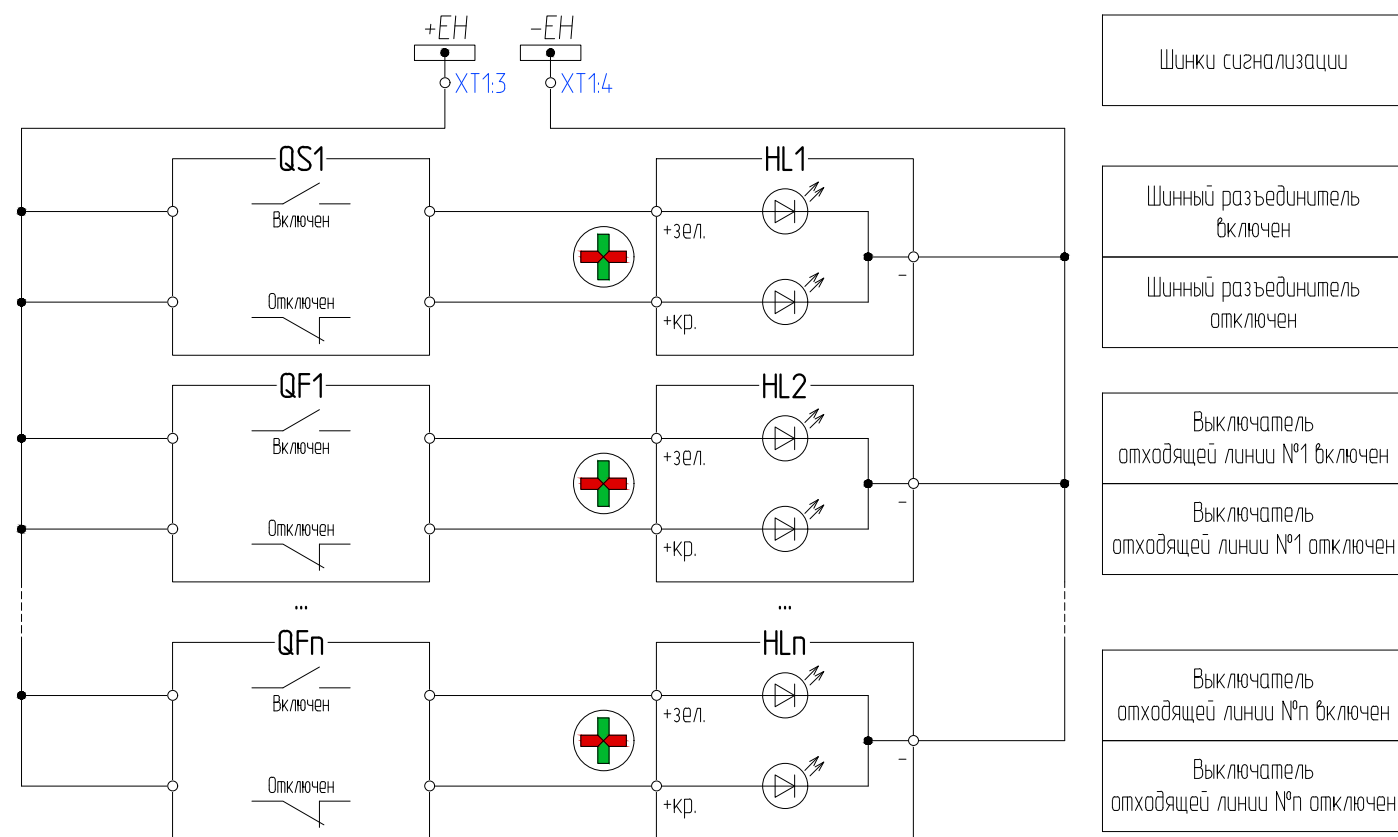 +EH
-EH
XT1:3
XT1:4
Шинки сигнализации
QS1
HL1
Включен
+зел.
Отключен
+кр.
-
Шинный разъединитель
включен
Шинный разъединитель
отключен
QF1
HL2
Включен
+зел.
Отключен
+кр.
-
Выключатель
отходящей линии №1 включен
Выключатель
отходящей линии №1 отключен
...
...
QFn
HLn
Включен
+зел.
Отключен
+кр.
-
Выключатель
отходящей линии №n включен
Выключатель
отходящей линии №n отключен